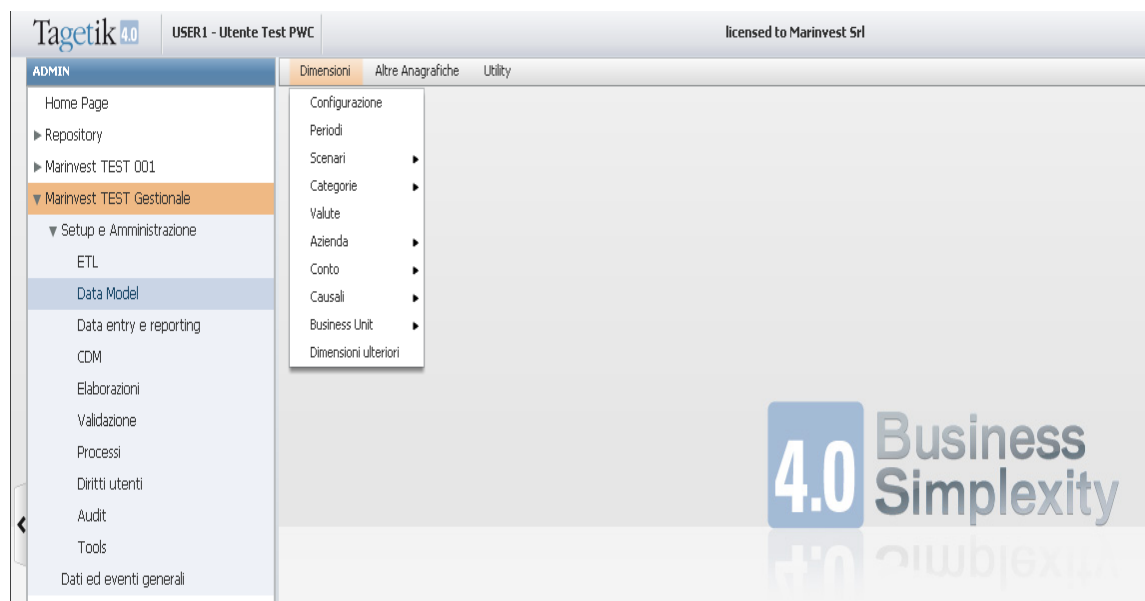 Tagetik 4.0 USER1 - Utente Test PWC licensed to Marinvest Srl
ADMIN
Dimensioni Altre Anagrafiche Utility
Home Page
Repository
Marinvest TEST 001
Marinvest TEST Gestionale
Setup e Amministrazione
ETL
Data Model
Data entry e reporting
CDM
Elaborazioni
Validazione
Processi
Diritti utenti
Audit
Tools
Dati ed eventi generali
Configurazione
Periodi
Scenari
Categorie
Valute
Azienda
Conto
Causali
Business Unit
Dimensioni ulteriori
4.0 Business
Simplexity